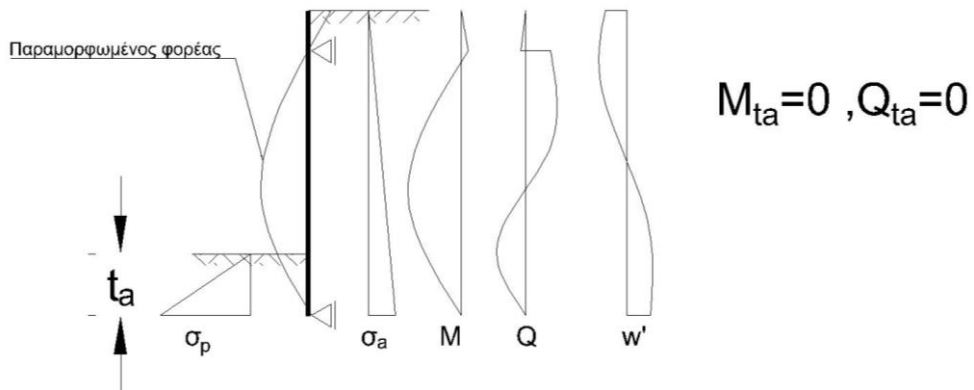 Παραμορφωμένος φορέας
M_ta=0 ,Q_ta=0
t_a
σ_p
σ_a
M
Q
w'